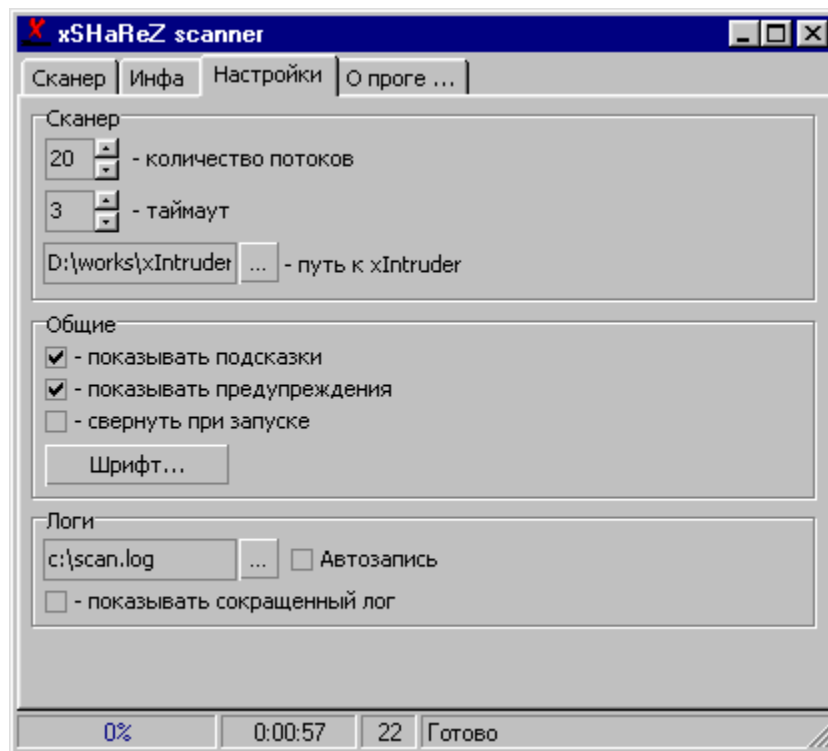 xSHaReZ scanner
Сканер Инфа Настройки О проге ...
Сканер
20 - количество потоков
3 - таймаут
D:\works\xIntruder ... - путь к xIntruder
Общие
- показывать подсказки
- показывать предупреждения
- свернуть при запуске
Шрифт...
Логи
c:\scan.log ... Автозапись
- показывать сокращенный лог
0% 0:00:57 22 Готово